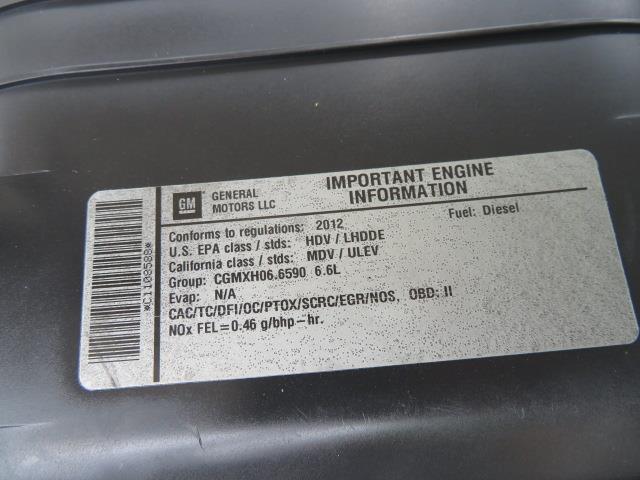 GM
GENERAL
MOTORS LLC
IMPORTANT ENGINE
INFORMATION
Conforms to regulations: 2012
Fuel: Diesel
U.S. EPA class / stds: HDV / LHDDE
California class / stds: MDV / ULEV
Group: CGMXH06.6590 6.6L
Evap: N/A
CAC/TC/DFI/OC/PTOX/SCRC/EGR/NOS, OBD: II
NOx FEL=0.46 g/bhp-hr.
*C1108588*